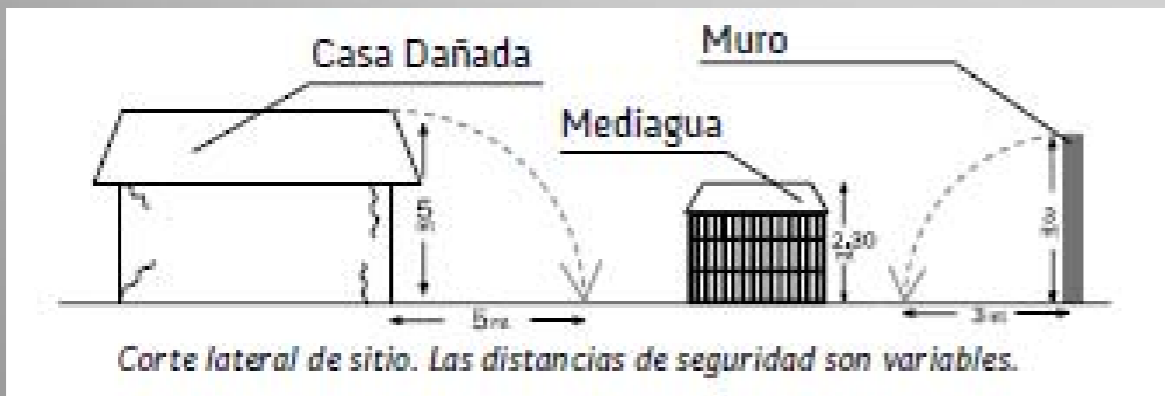 Casa Dañada
Muro
Mediagua
5m
2,30
3m
5m
3m
Corte lateral de sitio. Las distancias de seguridad son variables.